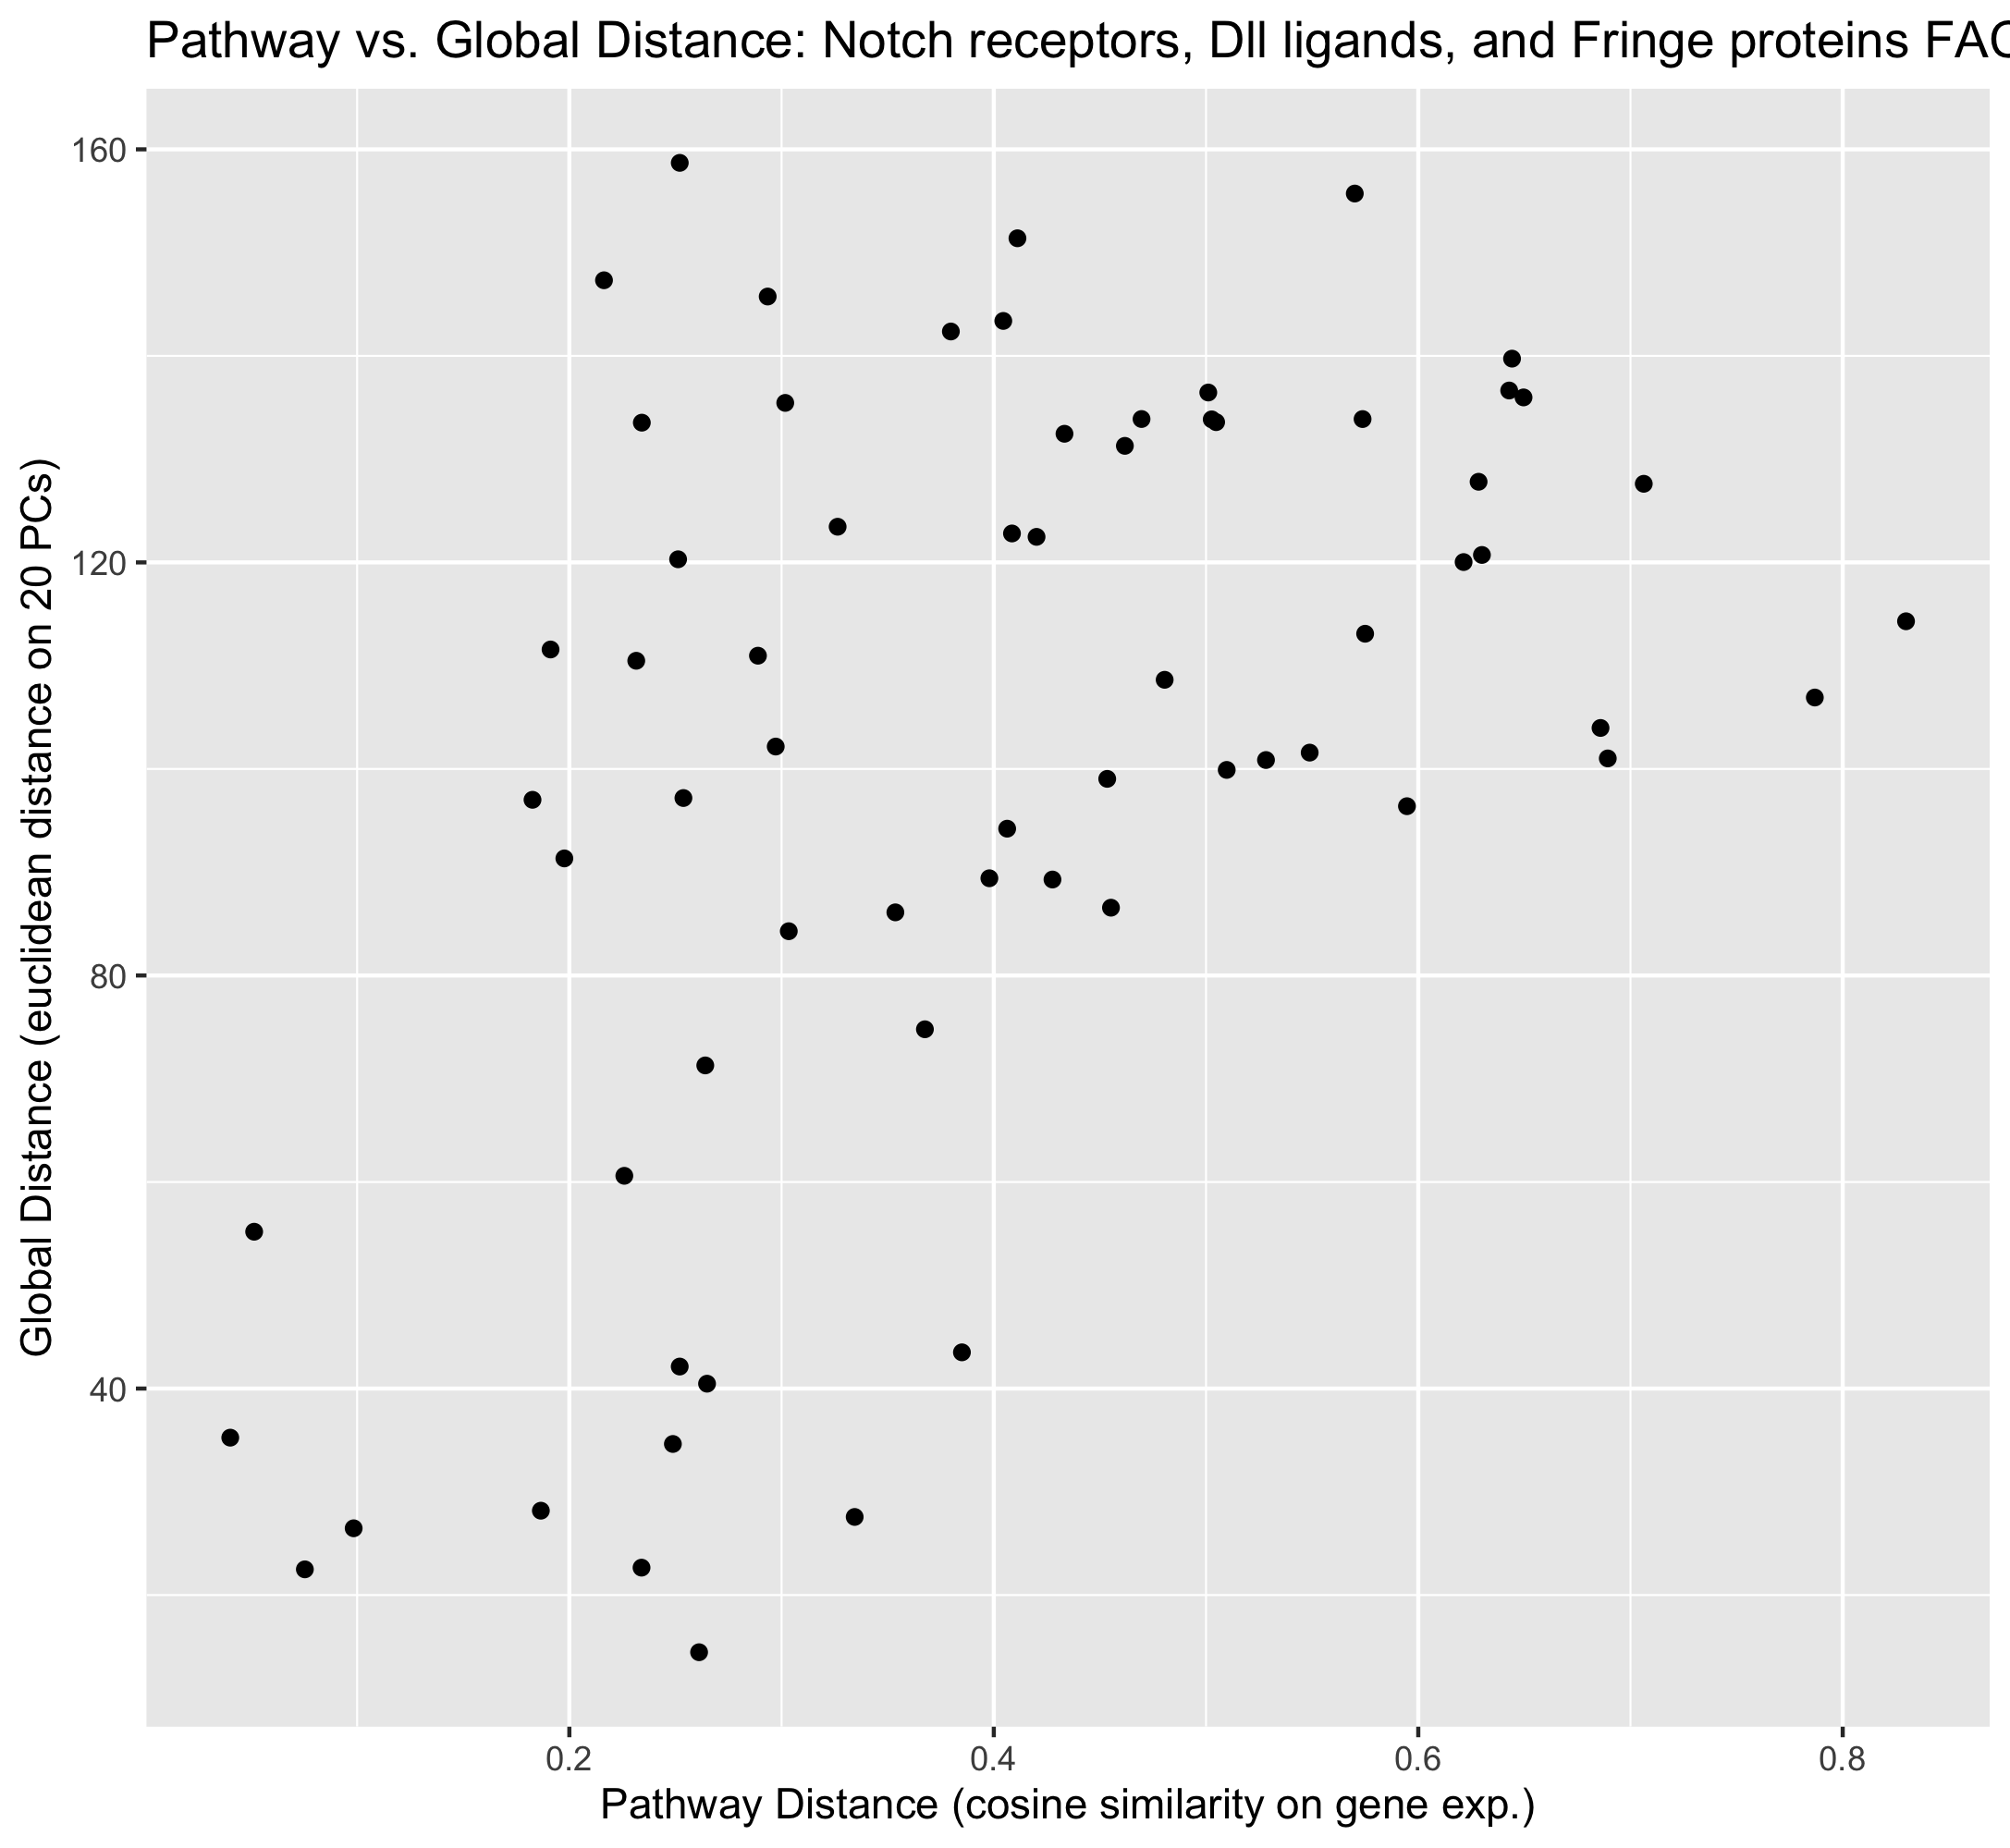 Pathway vs. Global Distance: Notch receptors, Dll ligands, and Fringe proteins FAC
Global Distance (euclidean distance on 20 PCs)
160
120
80
40
0.2 0.4 0.6 0.8
Pathway Distance (cosine similarity on gene exp.)